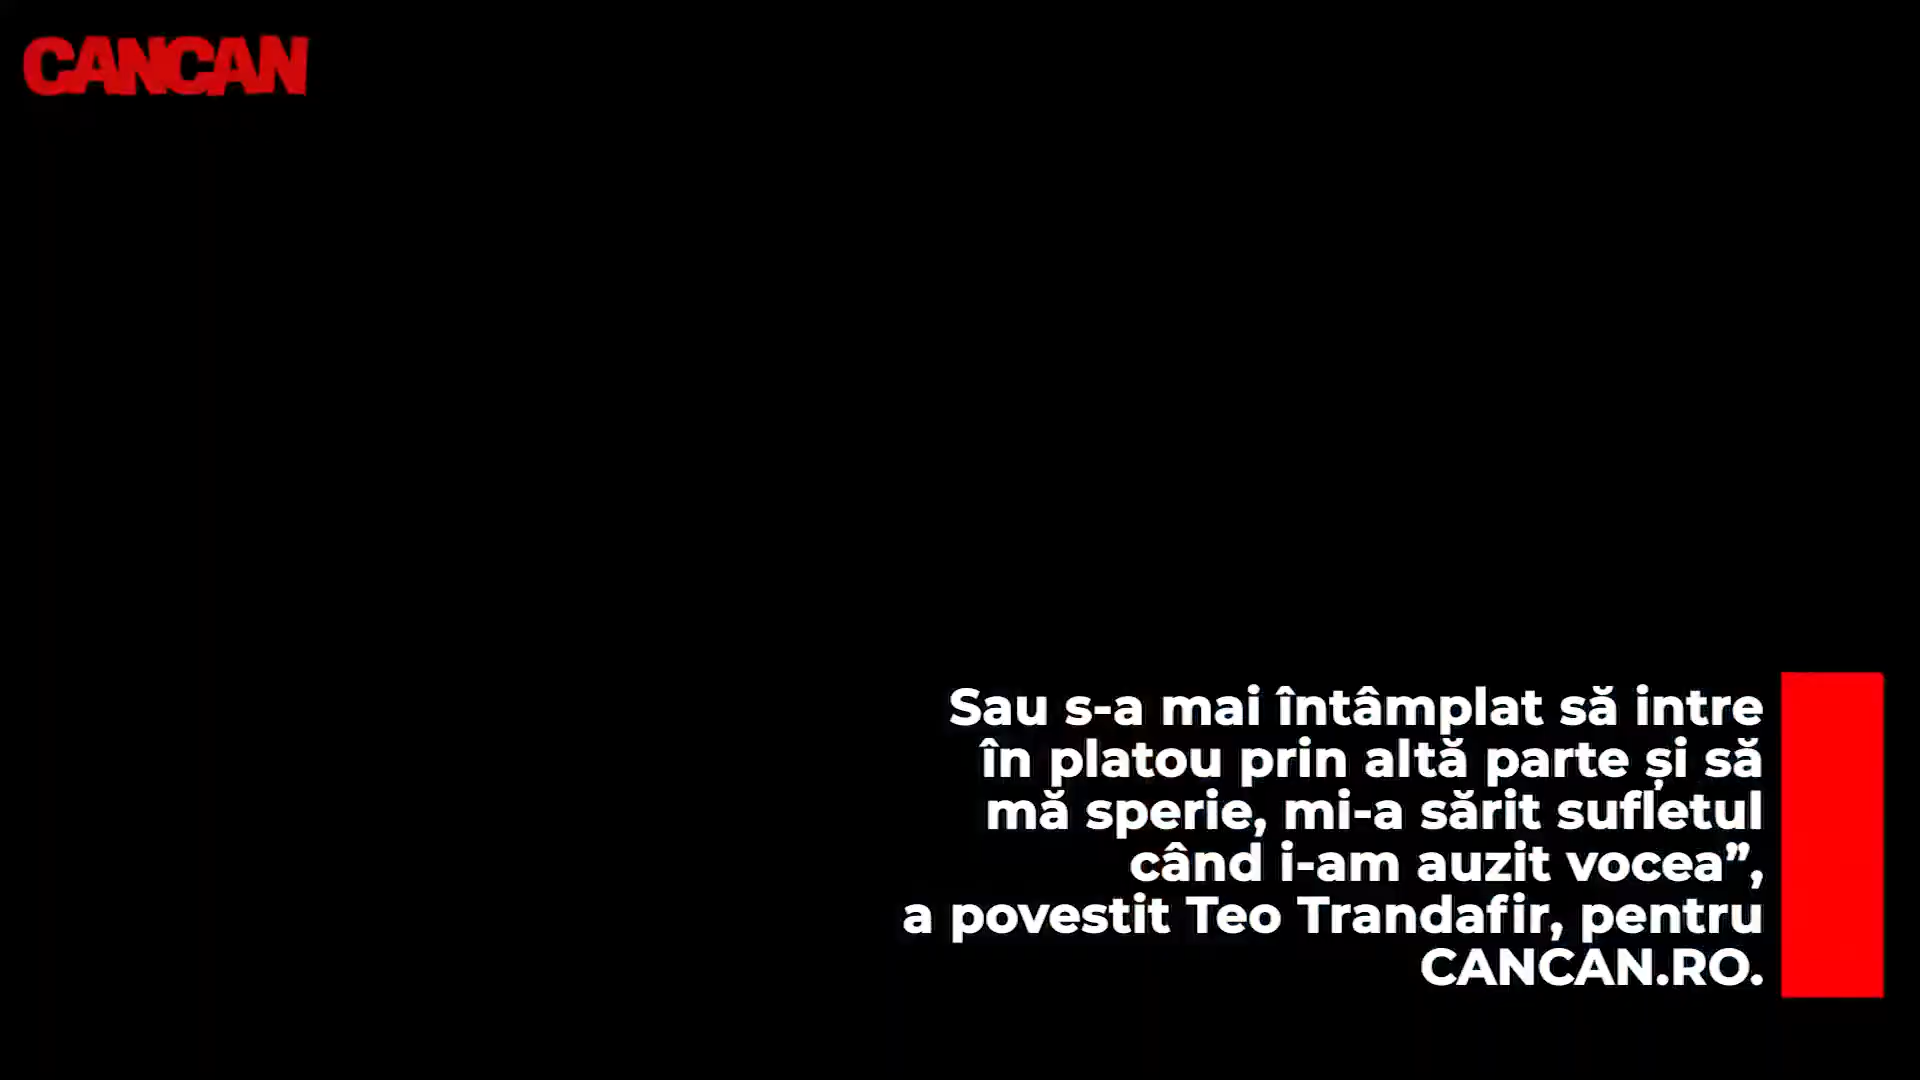 CANCAN
Sau s-a mai întâmplat să intre
în platou prin altă parte și să
mă sperie, mi-a sărit sufletul
când i-am auzit vocea”,
a povestit Teo Trandafir, pentru
CANCAN.RO.